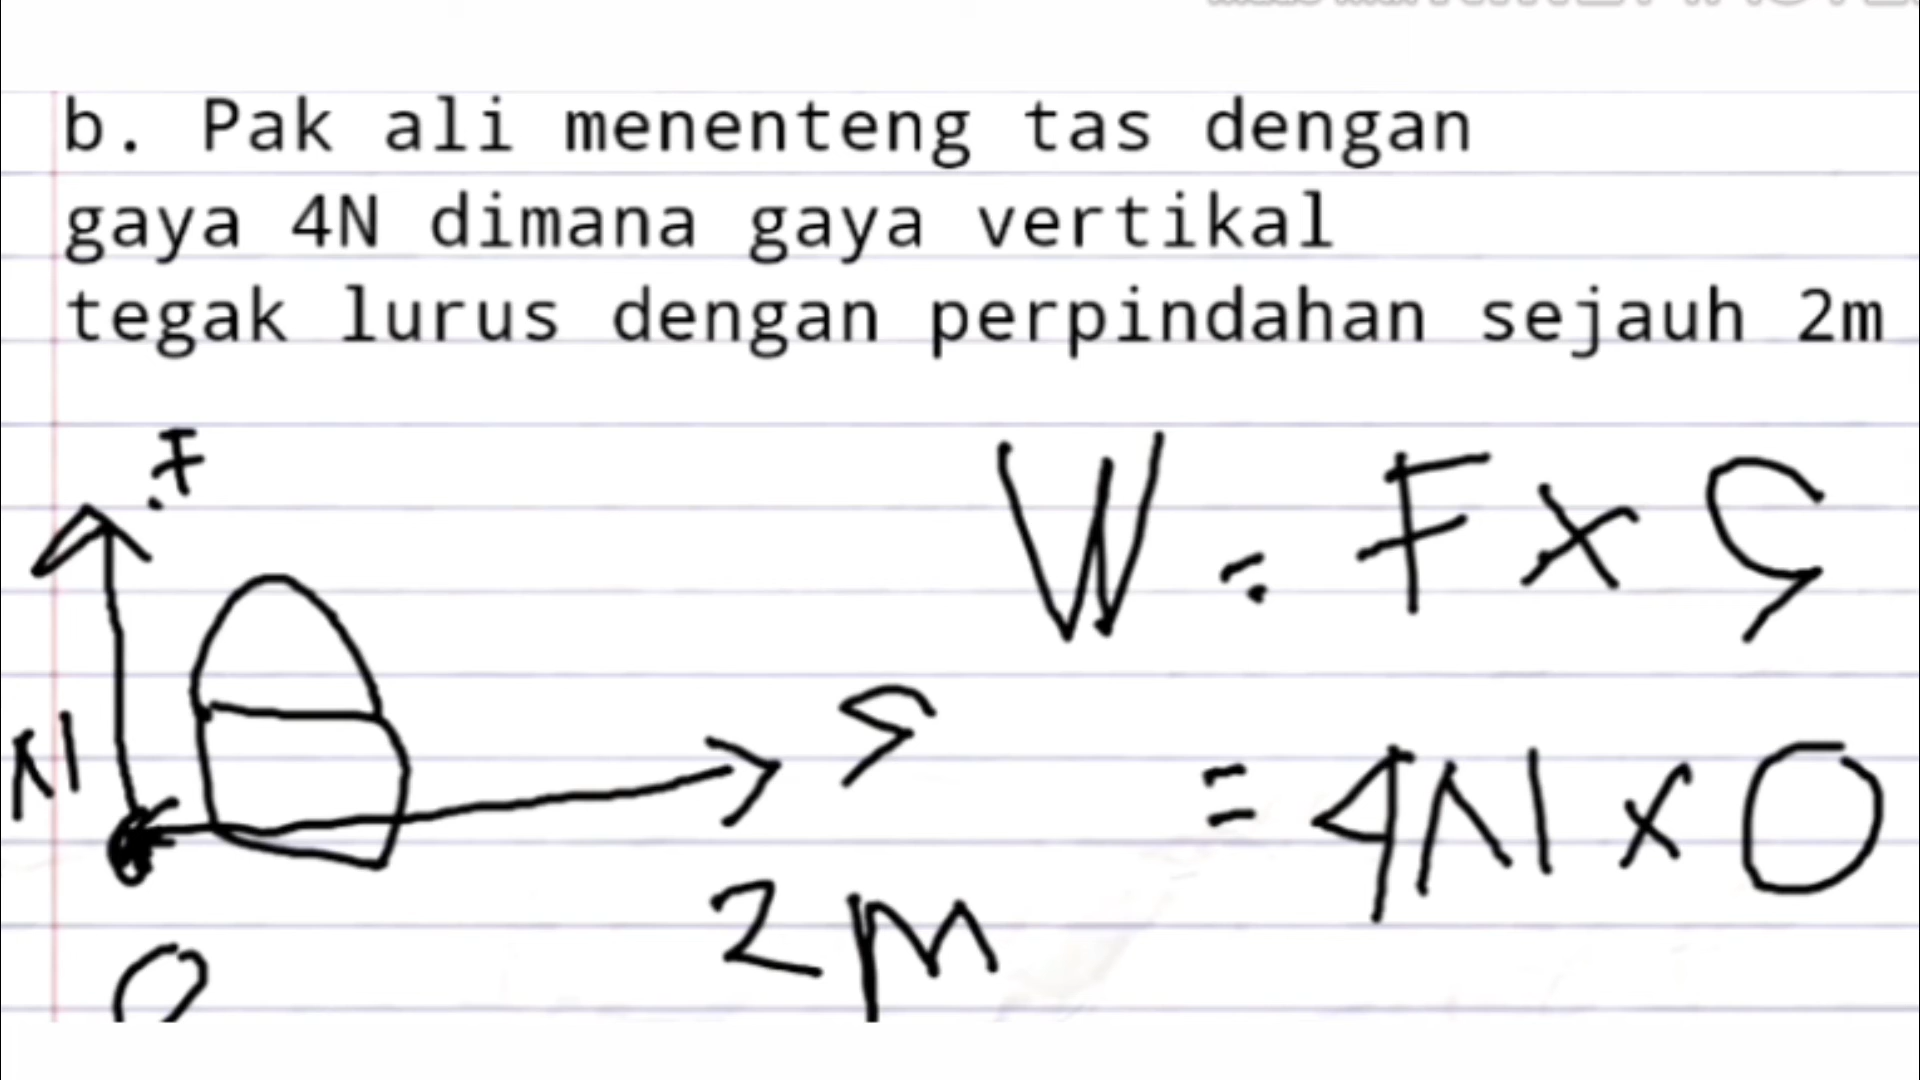 b. Pak ali menenteng tas dengan
gaya 4N dimana gaya vertikal
tegak lurus dengan perpindahan sejauh 2m
F
W = F x S
N
S
= 4N x 0
2 m
0